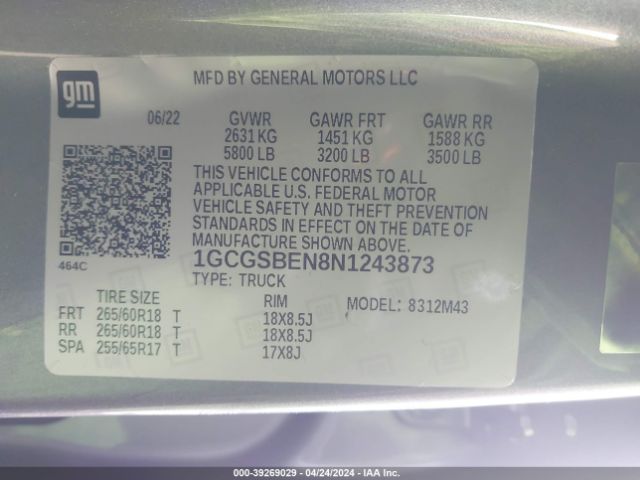 gm
MFD BY GENERAL MOTORS LLC
06/22 GVWR GAWR FRT GAWR RR
2631 KG 1451 KG 1588 KG
5800 LB 3200 LB 3500 LB
THIS VEHICLE CONFORMS TO ALL
APPLICABLE U.S. FEDERAL MOTOR
VEHICLE SAFETY AND THEFT PREVENTION
STANDARDS IN EFFECT ON THE DATE OF
MANUFACTURE SHOWN ABOVE.
464C
1GCGSBEN8N1243873
TYPE: TRUCK
TIRE SIZE RIM MODEL: 8312M43
FRT 265/60R18 T 18X8.5J
RR 265/60R18 T 18X8.5J
SPA 255/65R17 T 17X8J
000-39269029 - 04/24/2024 - IAA Inc.